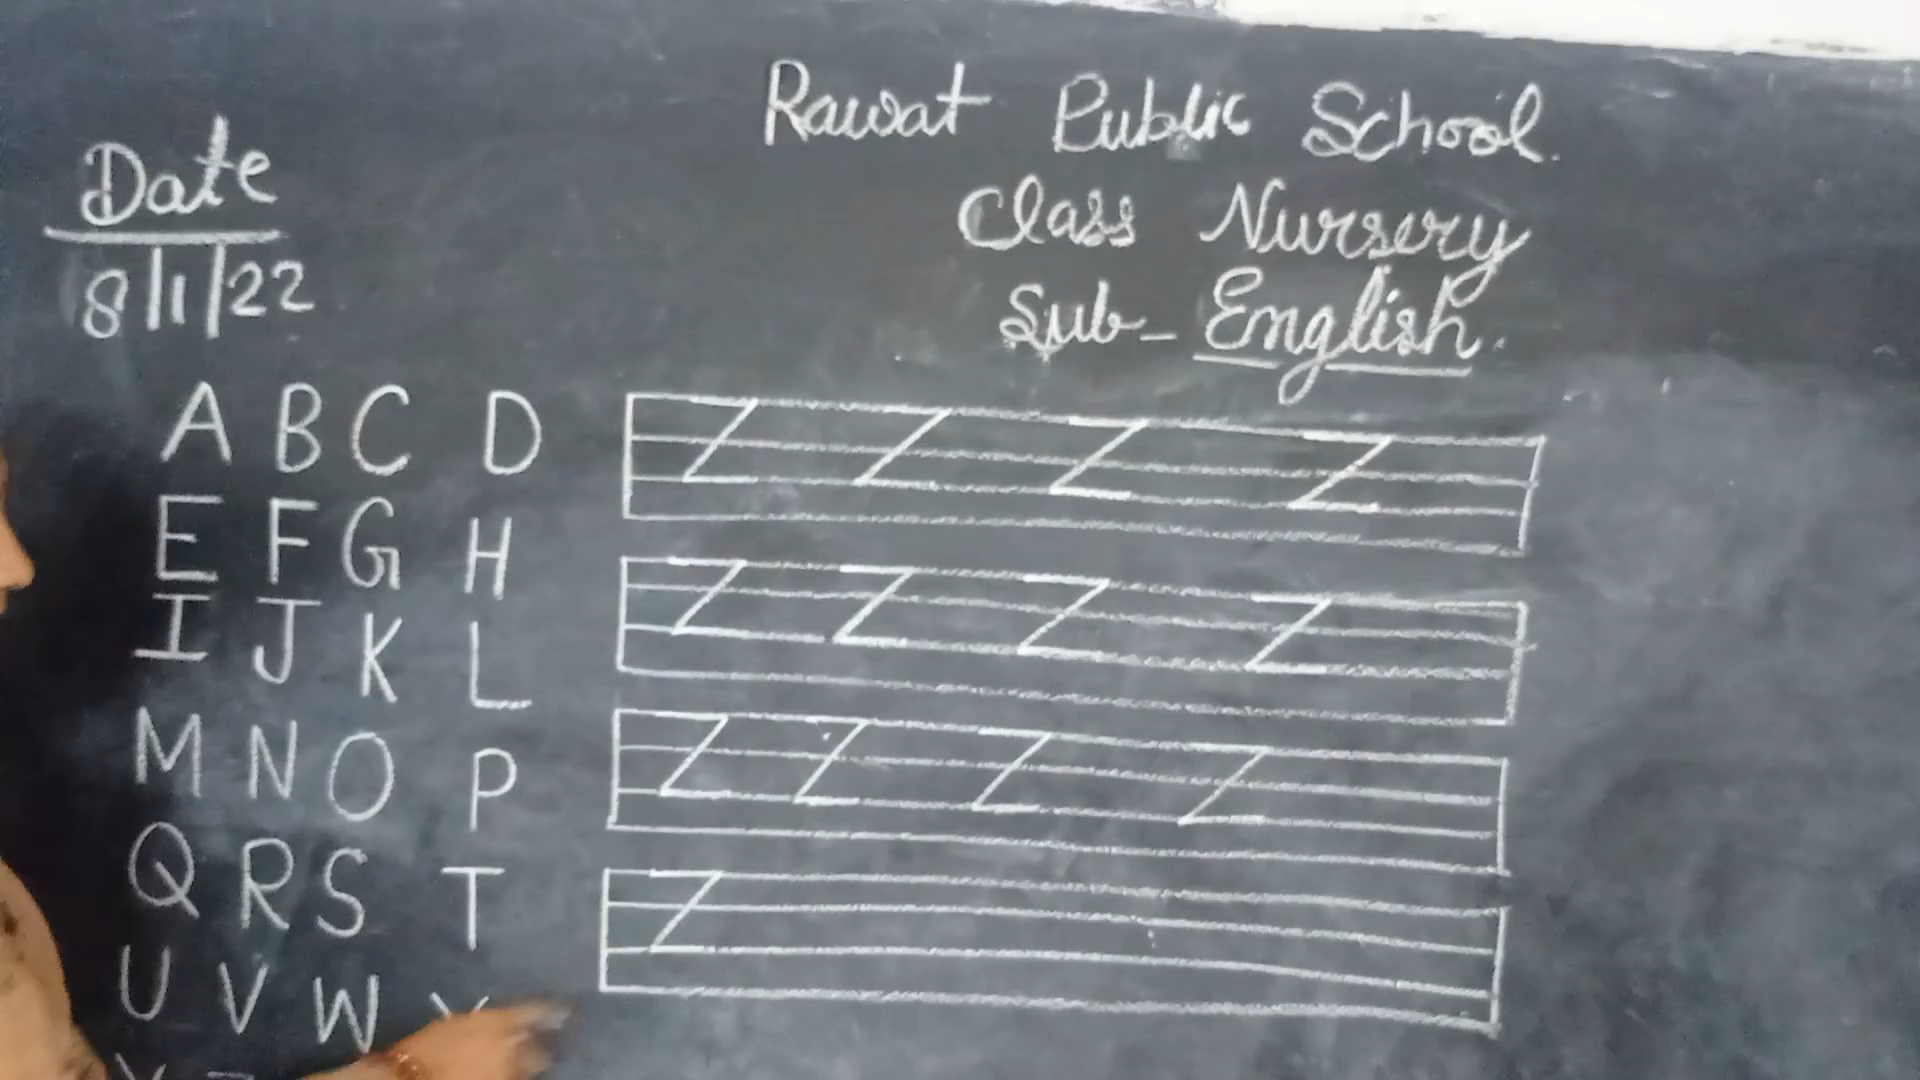 Rawat Public School.
Class Nursery
Sub- English.
Date
8/1/22
A B C D
E F G H
I J K L
M N O P
Q R S T
U V W X
Z Z Z Z
Z Z Z Z
Z Z Z Z
Z